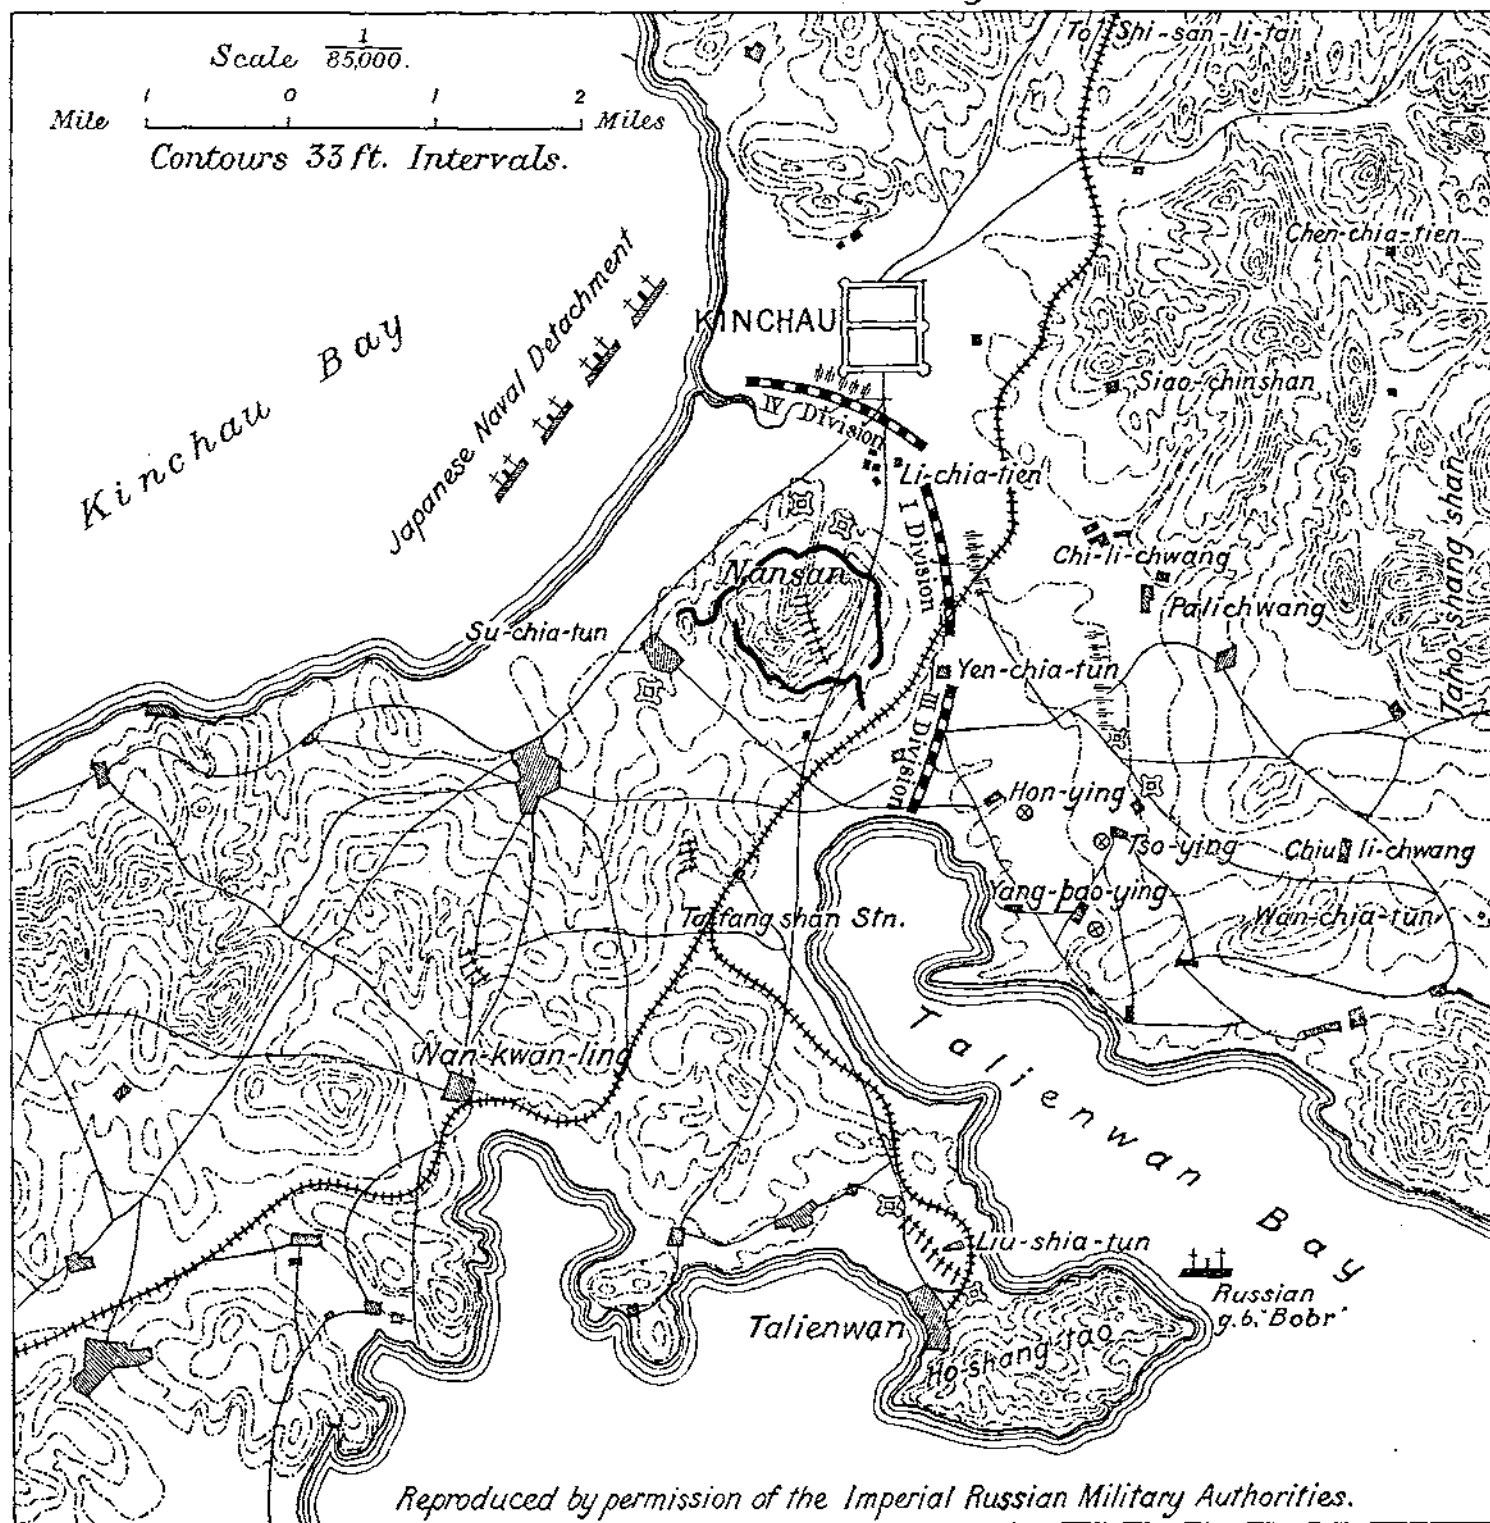 Scale 1/85,000.
1 0 1 2
Mile Miles
Contours 33 ft. Intervals.
To Shi-san-li-tai
Chen-chia-tien
Kinchau Bay
Japanese Naval Detachment
KINCHAU
Siao-chinshan
IV Division
Li-chia-tien
I Division
Tahoshang shan
Chi-li-chwang
Nansan
Palichwang
Su-chia-tun
Yen-chia-tun
III Division
Hon-ying
Tso-ying
Chiu li-chwang
Yang-bao-ying
Ta fang shan Stn.
Wan-chia-tun
Talienwan Bay
Nan-kwan-ling
Liu-shia-tun
Russian
g.b. "Bobr"
Talienwan
Ho-shang tao
Reproduced by permission of the Imperial Russian Military Authorities.